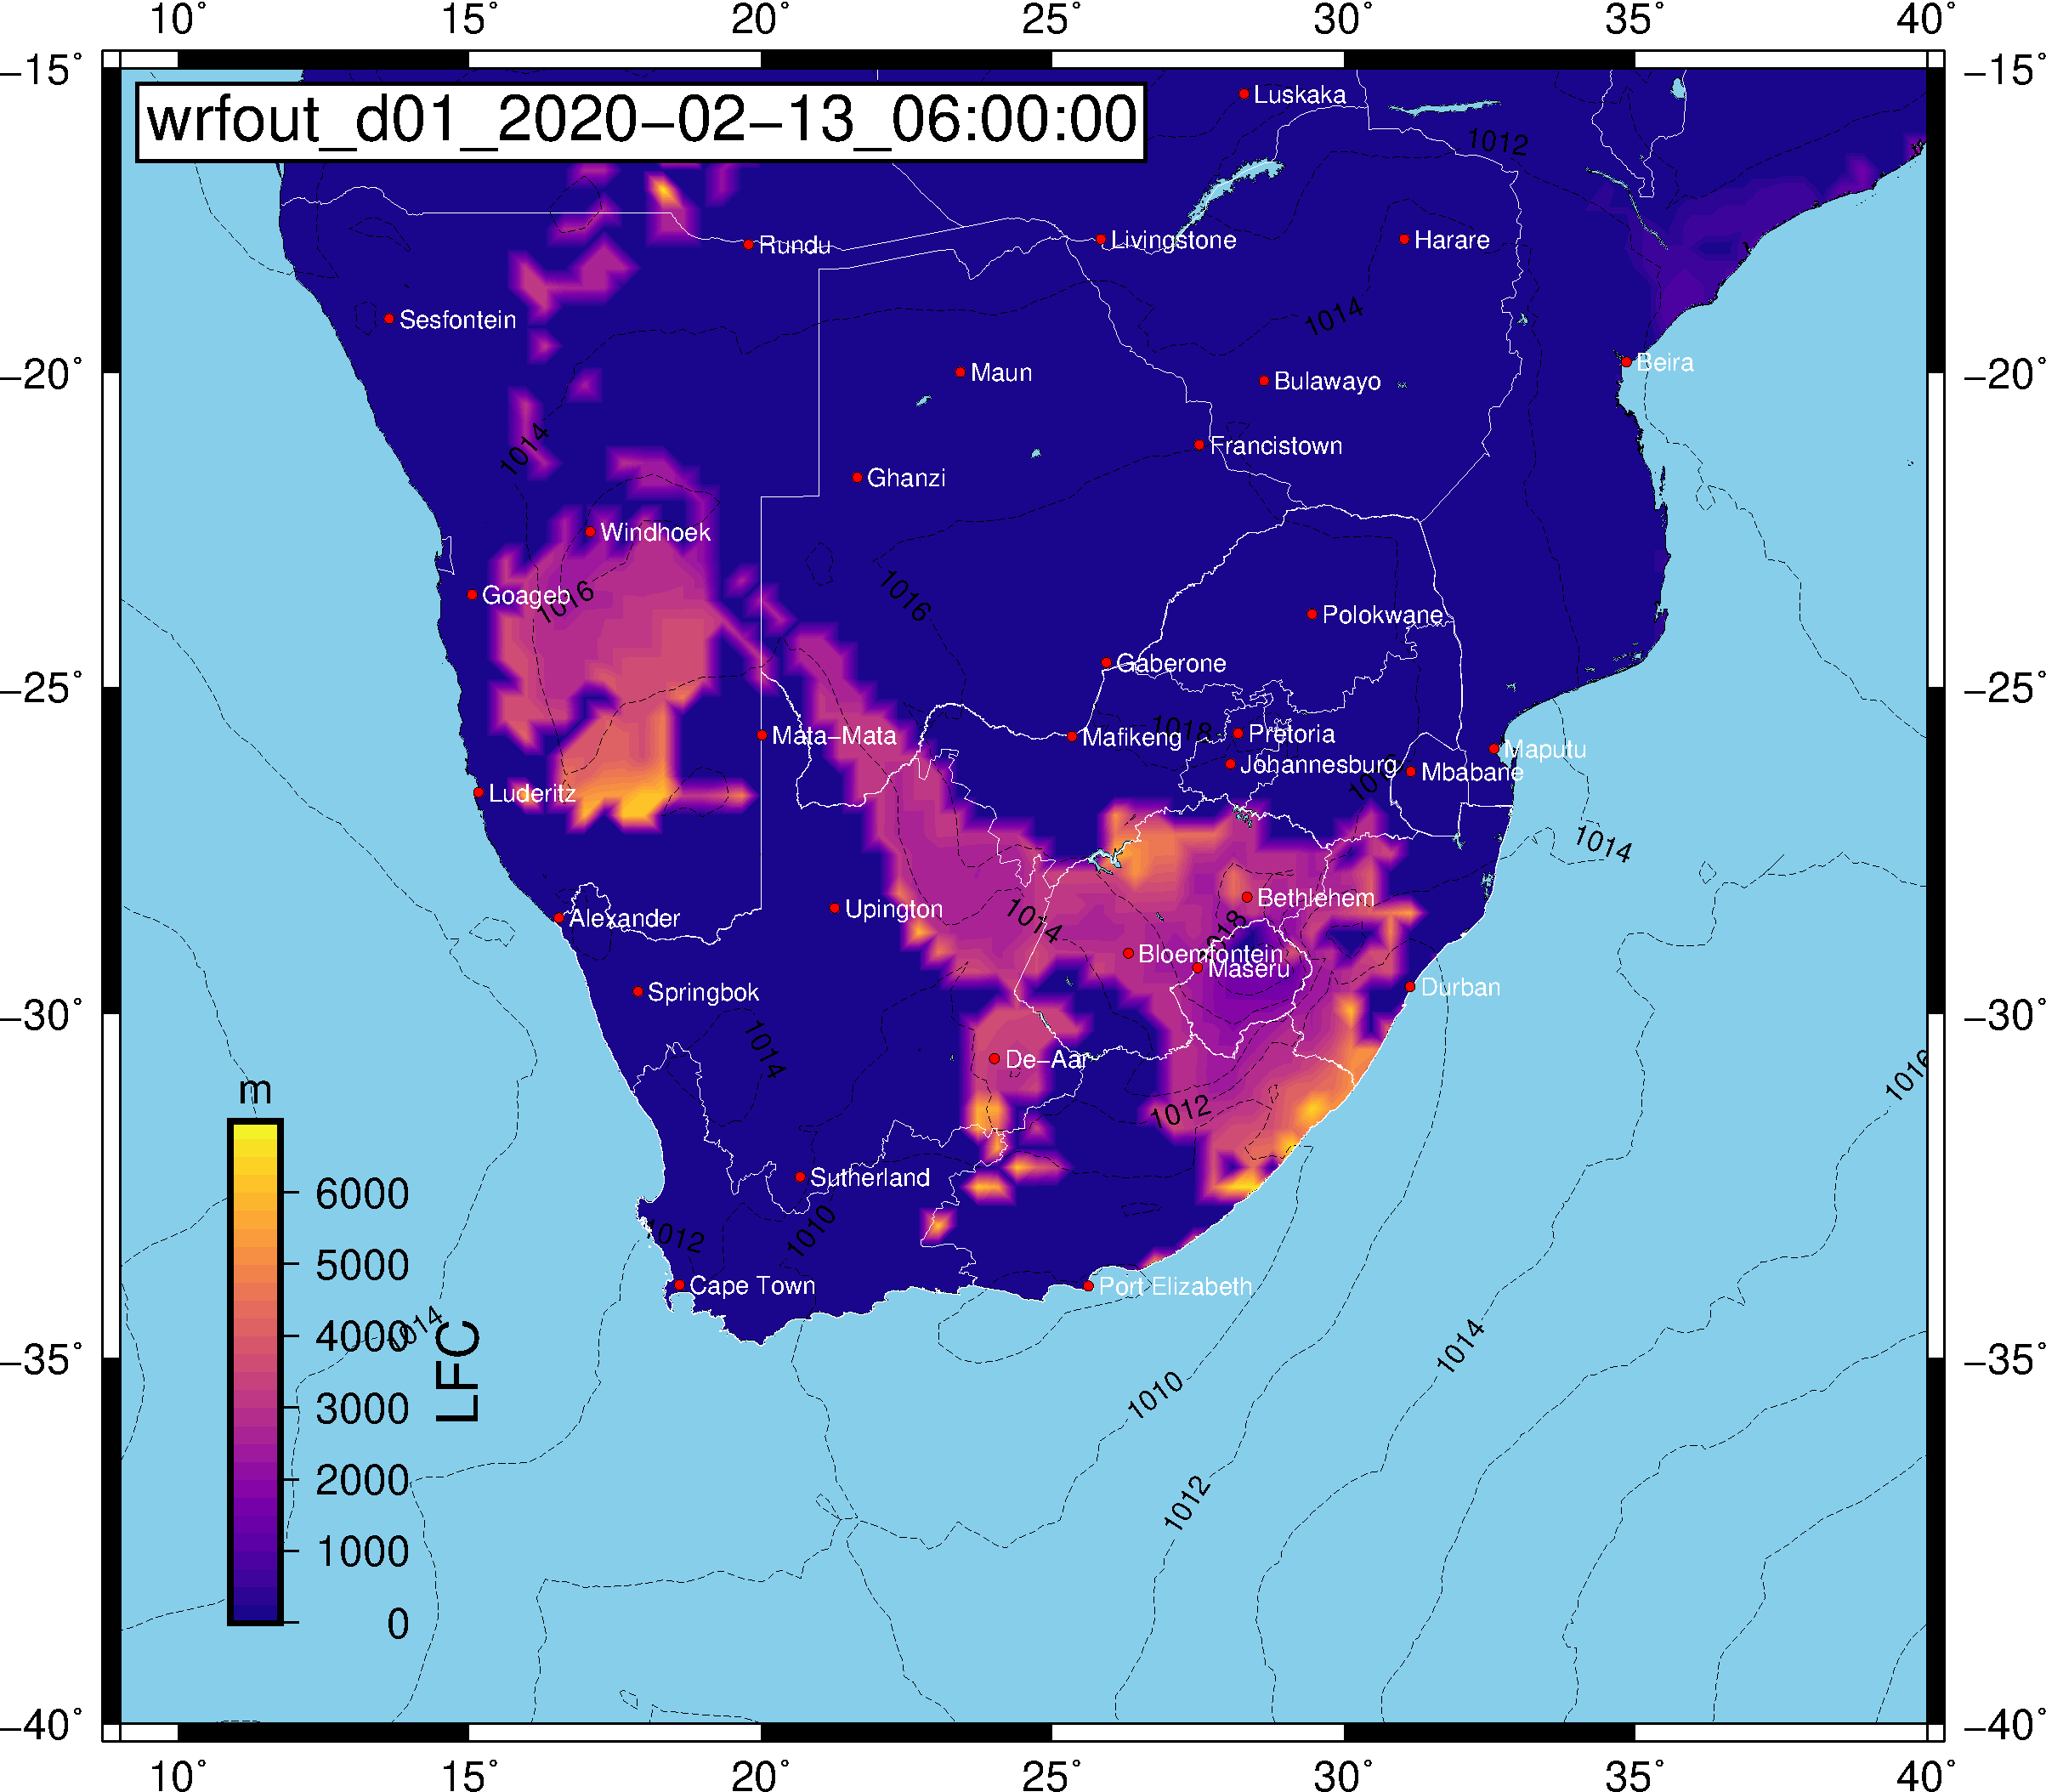 10° 15° 20° 25° 30° 35° 40°
−15° −15°
wrfout_d01_2020−02−13_06:00:00
Luskaka
1012
Rundu
Livingstone
Harare
Sesfontein
1014
−20° −20°
Maun
Bulawayo
Beira
1014
Francistown
Ghanzi
Windhoek
Goageb
1016
1016
Polokwane
Gaberone
−25° −25°
1018
Mata−Mata
Mafikeng
Pretoria
Maputu
Johannesburg
1016
Mbabane
Luderitz
1014
Bethlehem
Alexander
Upington
1014
1018
Bloemfontein
Maseru
Springbok
Durban
−30° −30°
1014
De−Aar
1016
m
1012
Sutherland
6000
1012
1010
5000
Cape Town
Port Elizabeth
4000
1014
LFC
1014
−35° −35°
3000
1010
2000
1012
1000
0
−40° −40°
10° 15° 20° 25° 30° 35° 40°